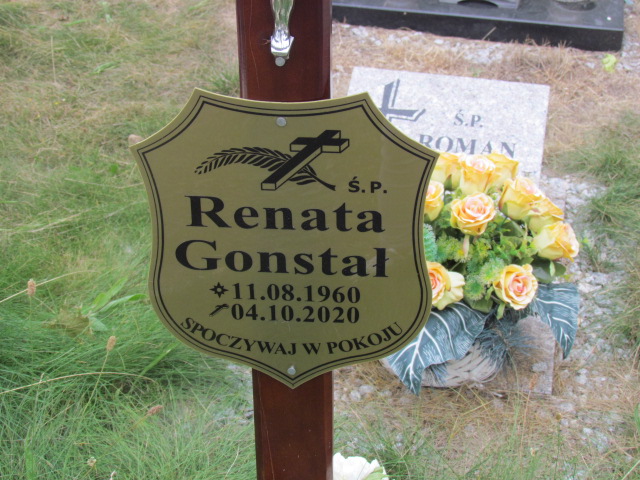 Ś.P.
Renata
Gonstał
11.08.1960
04.10.2020
SPOCZYWAJ W POKOJU
Ś.P.
ROMAN